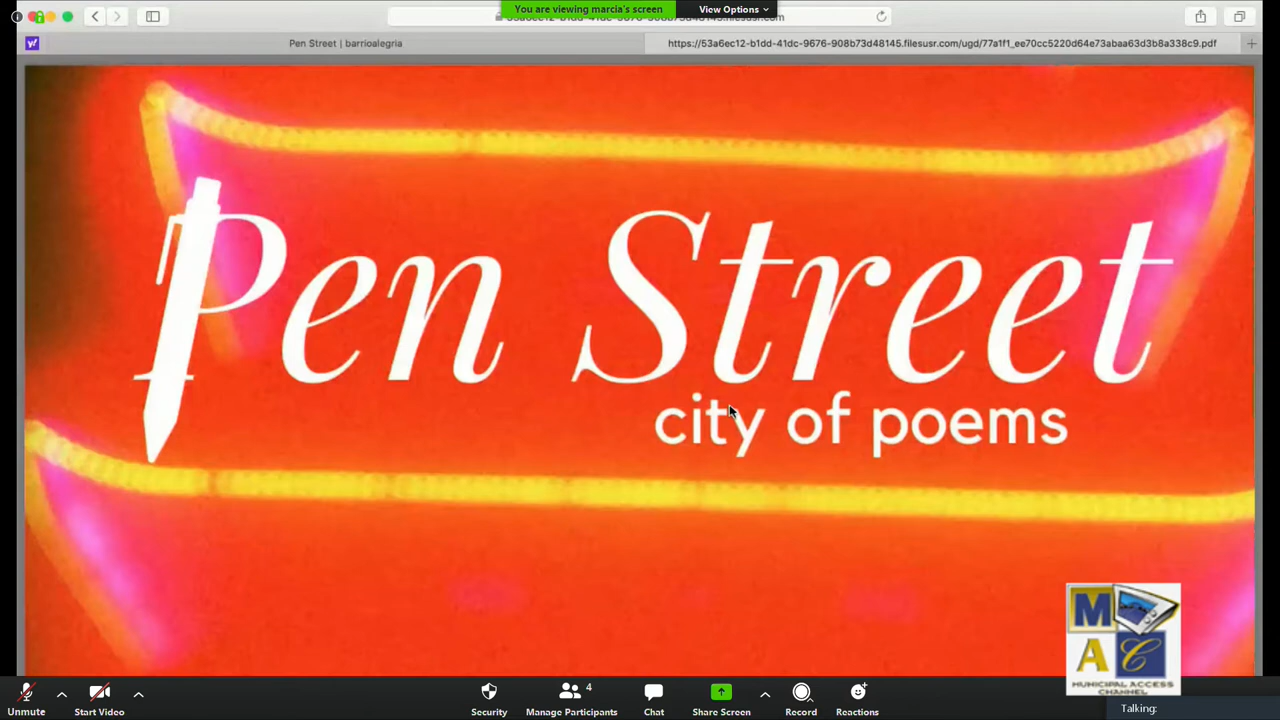 You are viewing marcia's screen
View Options
Pen Street | barrioalegria
https://53a6ec12-b1dd-41dc-9676-908b73d48145.filesusr.com/ugd/77a1f1_ee70cc5220d64e73abaa63d3b8a338c9.pdf
Pen Street
city of poems
MAC
MUNICIPAL ACCESS
CHANNEL
Unmute
Start Video
Security
4
Manage Participants
Chat
Share Screen
Record
Reactions
Talking: